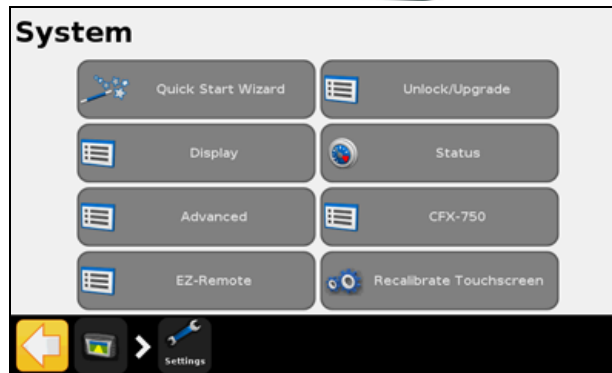 System
Quick Start Wizard
Unlock/Upgrade
Display
Status
Advanced
CFX-750
EZ-Remote
Recalibrate Touchscreen
Settings